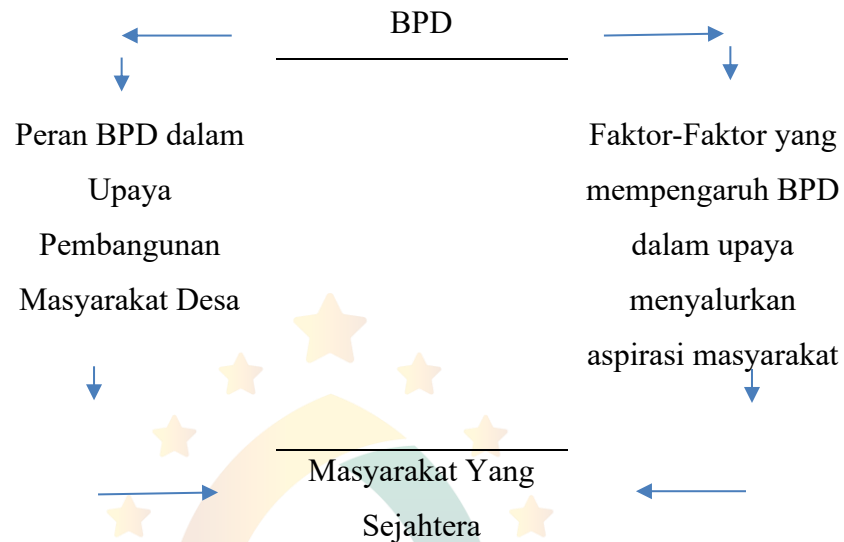 BPD
Peran BPD dalam
Upaya
Pembangunan
Masyarakat Desa
Faktor-Faktor yang
mempengaruh BPD
dalam upaya
menyalurkan
aspirasi masyarakat
Masyarakat Yang
Sejahtera